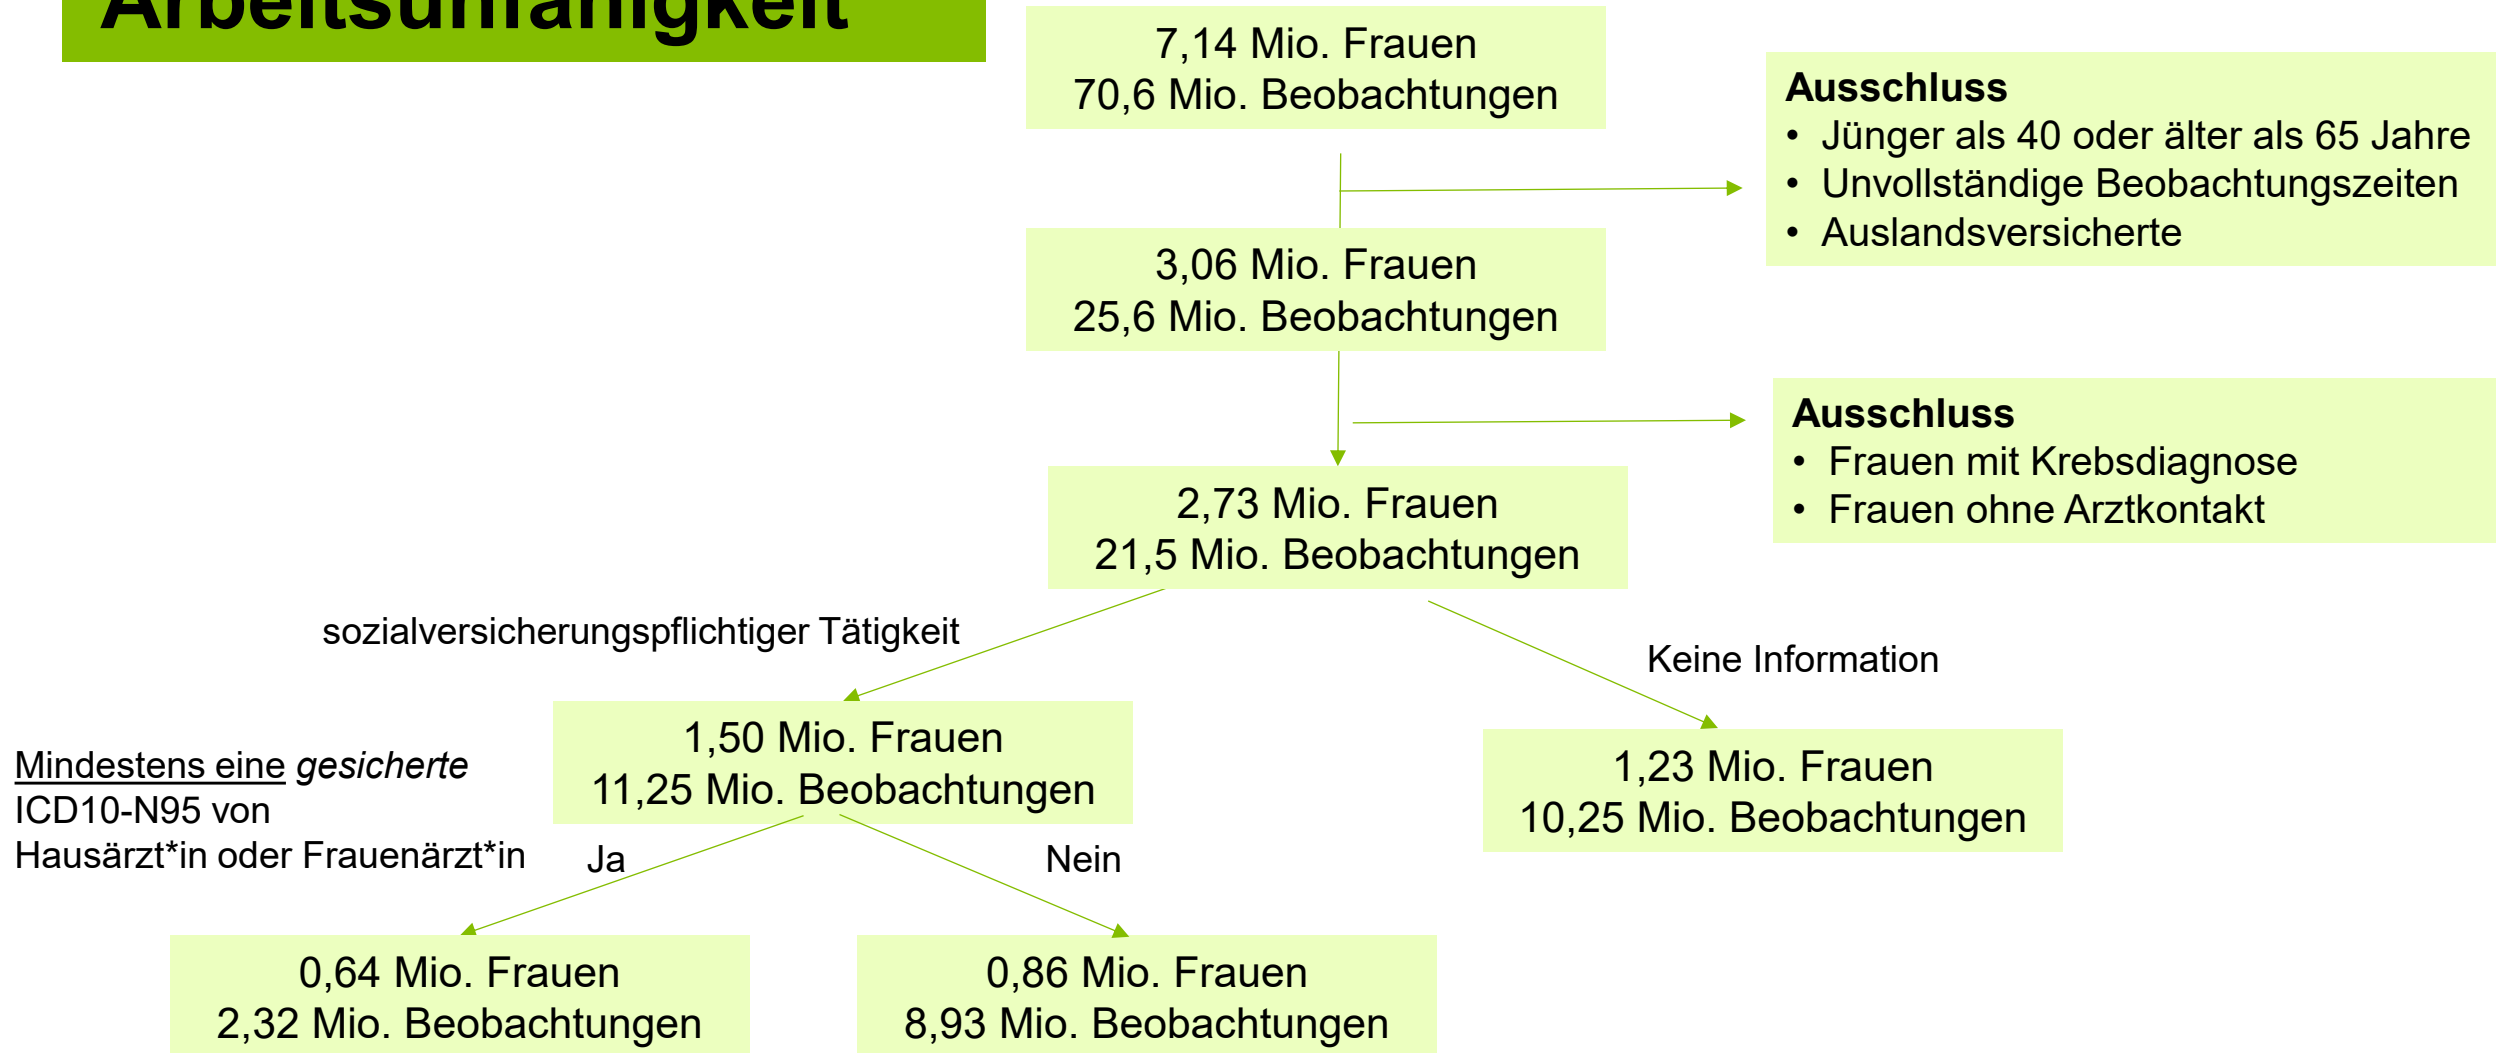 Arbeitsunfähigkeit
7,14 Mio. Frauen
70,6 Mio. Beobachtungen
Ausschluss
• Jünger als 40 oder älter als 65 Jahre
• Unvollständige Beobachtungszeiten
• Auslandsversicherte
3,06 Mio. Frauen
25,6 Mio. Beobachtungen
Ausschluss
• Frauen mit Krebsdiagnose
• Frauen ohne Arztkontakt
2,73 Mio. Frauen
21,5 Mio. Beobachtungen
sozialversicherungspflichtiger Tätigkeit
Keine Information
1,50 Mio. Frauen
11,25 Mio. Beobachtungen
1,23 Mio. Frauen
10,25 Mio. Beobachtungen
Mindestens eine gesicherte
ICD10-N95 von
Hausärzt*in oder Frauenärzt*in
Ja
Nein
0,64 Mio. Frauen
2,32 Mio. Beobachtungen
0,86 Mio. Frauen
8,93 Mio. Beobachtungen